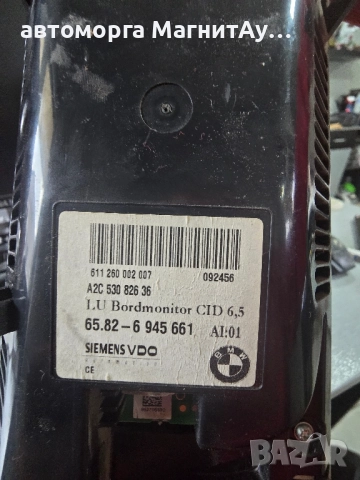 автоморга МагнитАу...
611 260 002 007
092456
A2C 530 826 36
LU Bordmonitor CID 6,5
65.82-6 945 661 AI:01
SIEMENS VDO
CE
BMW
BAZAR